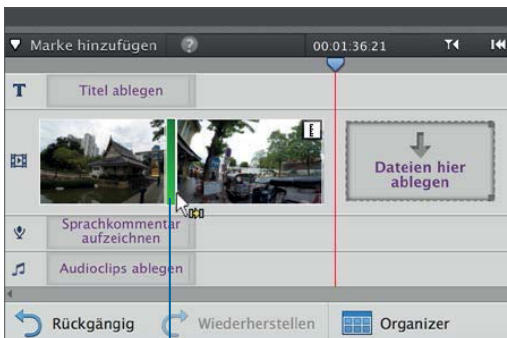 Marke hinzufügen ?
00:01:36:21
T
Titel ablegen
E
Dateien hier
ablegen
Sprachkommentar
aufzeichnen
Audioclips ablegen
Rückgängig
Wiederherstellen
Organizer